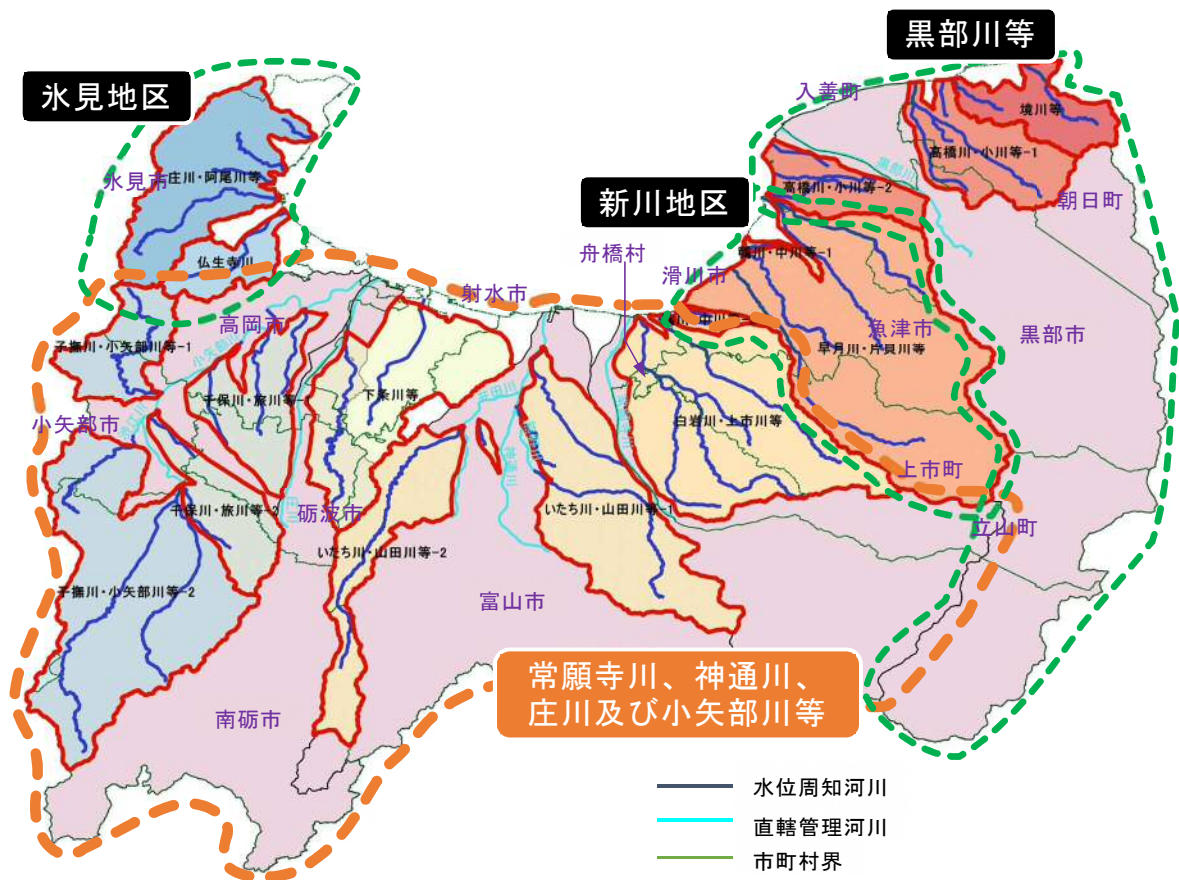 黒部川等
氷見地区
入善町
境川等
高橋川・小川等-1
氷見市
庄川・阿尾川等
高橋川・小川等-2
朝日町
新川地区
仏生寺川
舟橋村
滑川市
射水市
高岡市
魚津市
黒部市
子撫川・小矢部川等-1
早月川・片貝川等
小矢部市
千保川・旅川等-1
下条川等
白岩川・上市川等
上市町
千保川・旅川等-2
砺波市
いたち川・山田川等-1
立山町
いたち川・山田川等-2
神通川
庄川
子撫川・小矢部川等-2
富山市
常願寺川、神通川、
庄川及び小矢部川等
南砺市
水位周知河川
直轄管理河川
市町村界